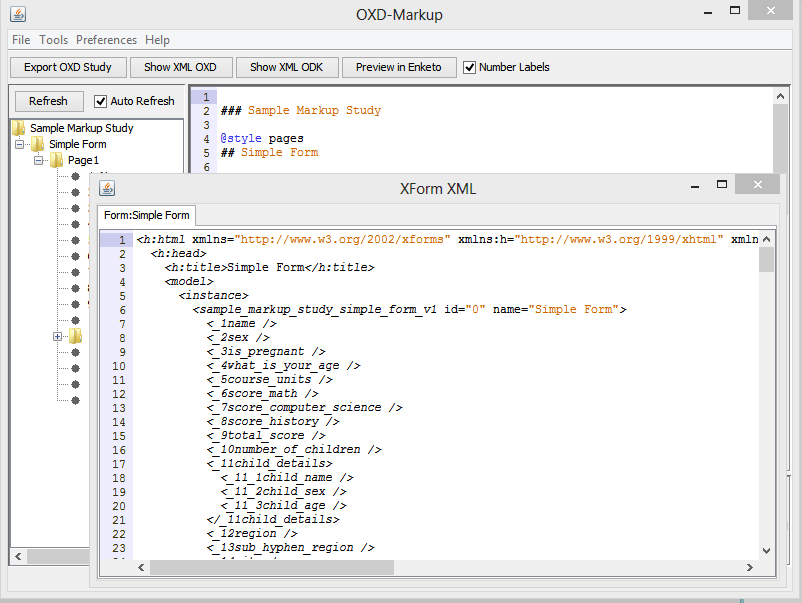 OXD-Markup
File Tools Preferences Help
Export OXD Study Show XML OXD Show XML ODK Preview in Enketo Number Labels
Refresh Auto Refresh
Sample Markup Study
Simple Form
Page1
1
2 ### Sample Markup Study
3
4 @style pages
5 ## Simple Form
6
XForm XML
Form:Simple Form
1 <h:html xmlns="http://www.w3.org/2002/xforms" xmlns:h="http://www.w3.org/1999/xhtml" xmln
2 <h:head>
3 <h:title>Simple Form</h:title>
4 <model>
5 <instance>
6 <sample_markup_study_simple_form_v1 id="0" name="Simple Form">
7 <_1name />
8 <_2sex />
9 <_3is_pregnant />
10 <_4what_is_your_age />
11 <_5course_units />
12 <_6score_math />
13 <_7score_computer_science />
14 <_8score_history />
15 <_9total_score />
16 <_10number_of_children />
17 <_11child_details>
18 <_11_1child_name />
19 <_11_2child_sex />
20 <_11_3child_age />
21 </_11child_details>
22 <_12region />
23 <_13sub_hyphen_region />